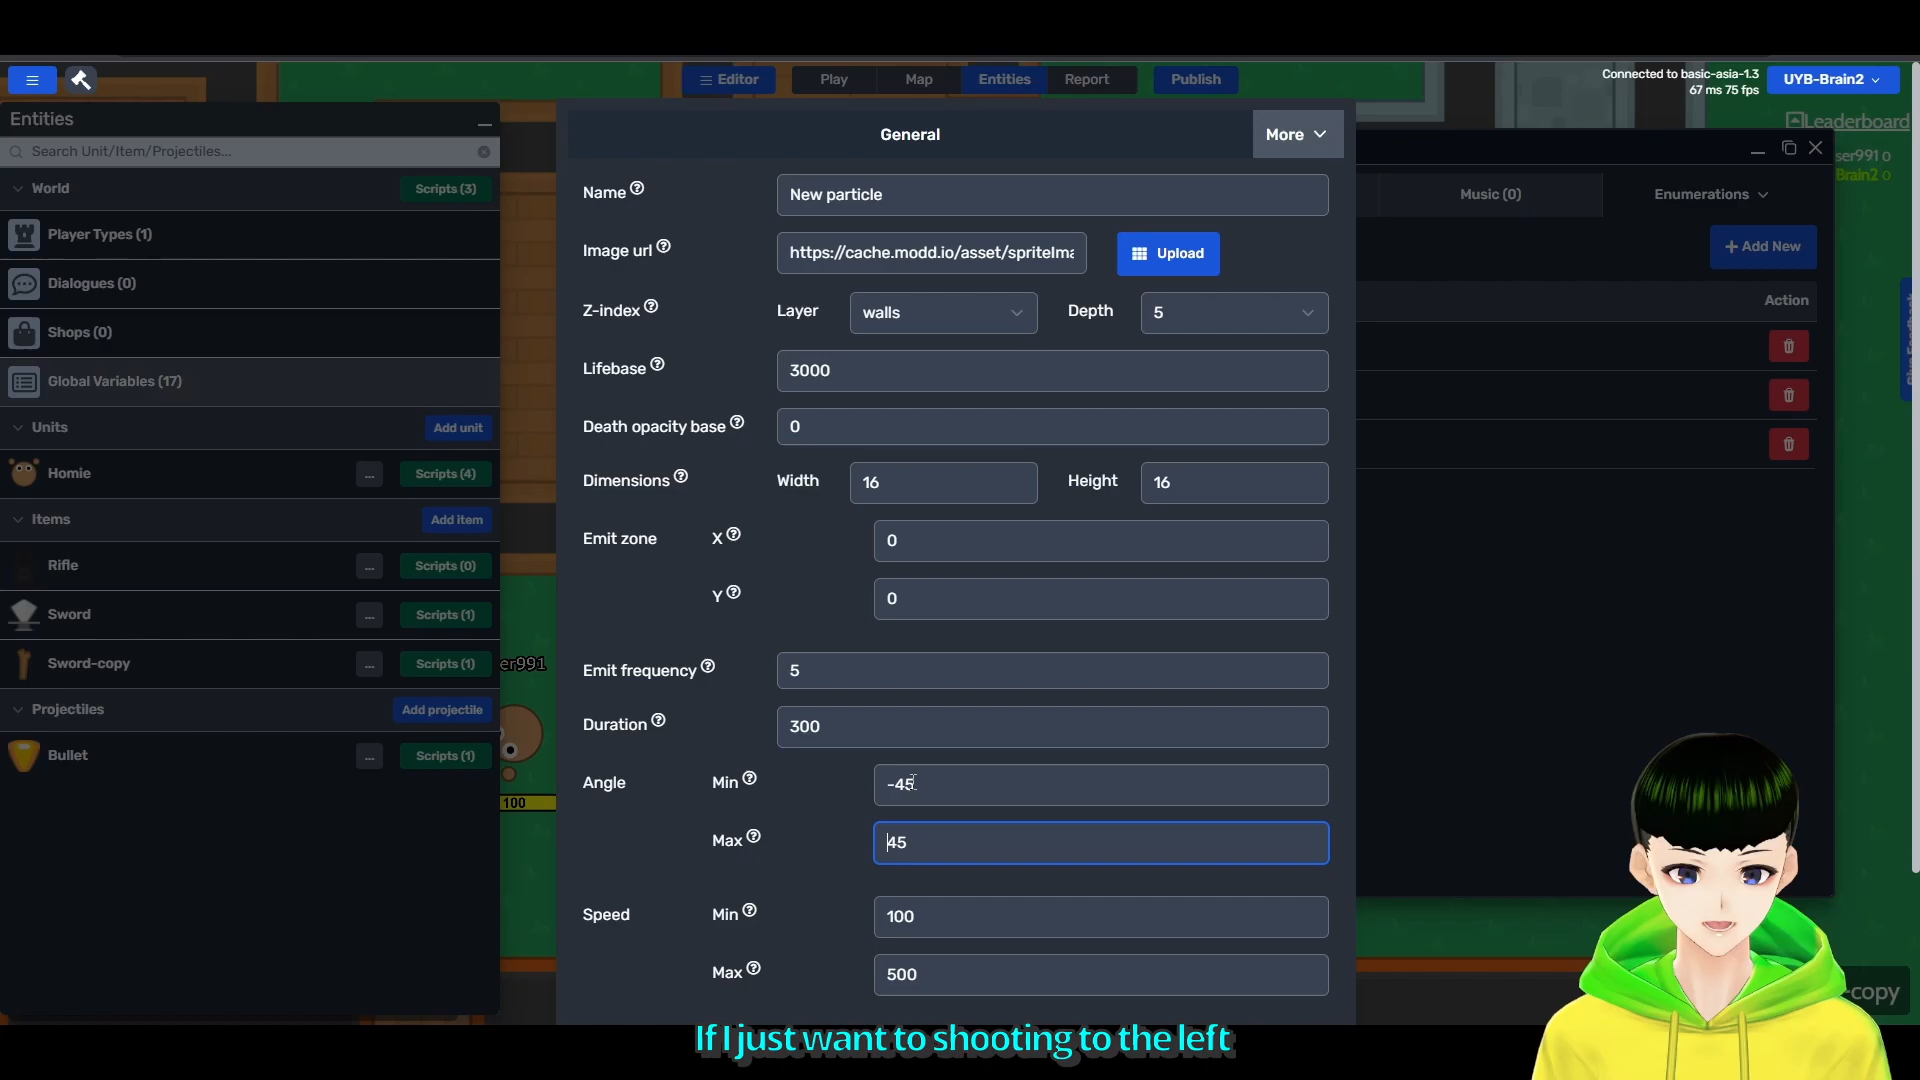 Editor
Play
Map
Entities
Report
Publish
Connected to basic-asia-1.3
67 ms 75 fps
UYB-Brain2
Leaderboard
ser991 0
Brain2 0
Entities
Search Unit/Item/Projectiles...
World
Scripts (3)
Player Types (1)
Dialogues (0)
Shops (0)
Global Variables (17)
Units
Add unit
Homie
...
Scripts (4)
Items
Add item
Rifle
...
Scripts (0)
Sword
...
Scripts (1)
Sword-copy
...
Scripts (1)
Projectiles
Add projectile
Bullet
...
Scripts (1)
er991
100
General
More
Name
New particle
Image url
https://cache.modd.io/asset/spriteIma
Upload
Z-index
Layer
walls
Depth
5
Lifebase
3000
Death opacity base
0
Dimensions
Width
16
Height
16
Emit zone
X
0
Y
0
Emit frequency
5
Duration
300
Angle
Min
-45
Max
45
Speed
Min
100
Max
500
Music (0)
Enumerations
Add New
Action
-copy
If I just want to shooting to the left